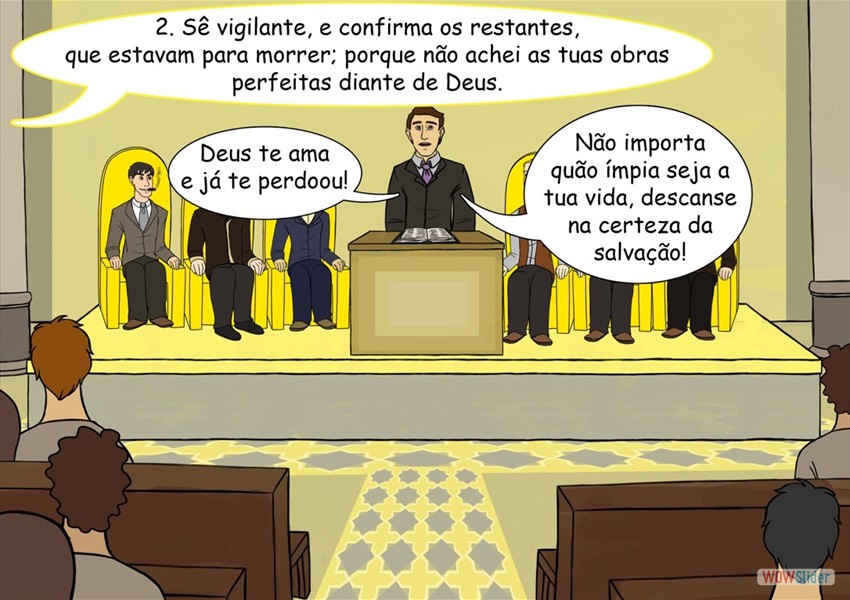 2. Sê vigilante, e confirma os restantes,
que estavam para morrer; porque não achei as tuas obras
perfeitas diante de Deus.
Deus te ama
e já te perdoou!
Não importa
quão ímpia seja a
tua vida, descanse
na certeza da
salvação!
WOWSlider